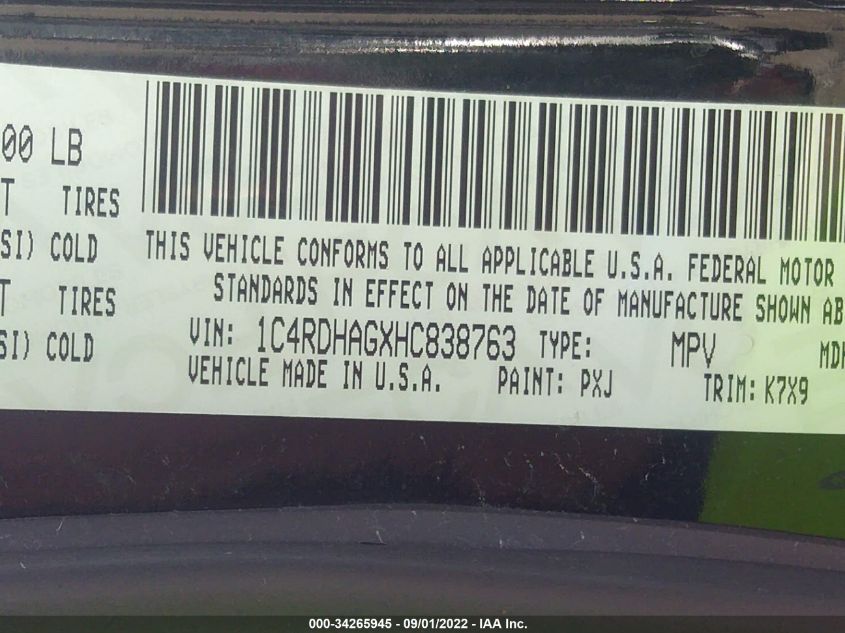 00 LB
T TIRES
SI) COLD
T TIRES
SI) COLD
THIS VEHICLE CONFORMS TO ALL APPLICABLE U.S.A. FEDERAL MOTOR
STANDARDS IN EFFECT ON THE DATE OF MANUFACTURE SHOWN AB
VIN: 1C4RDHAGXHC838763 TYPE: MPV MDH
VEHICLE MADE IN U.S.A. PAINT: PXJ TRIM: K7X9
000-34265945 - 09/01/2022 - IAA Inc.